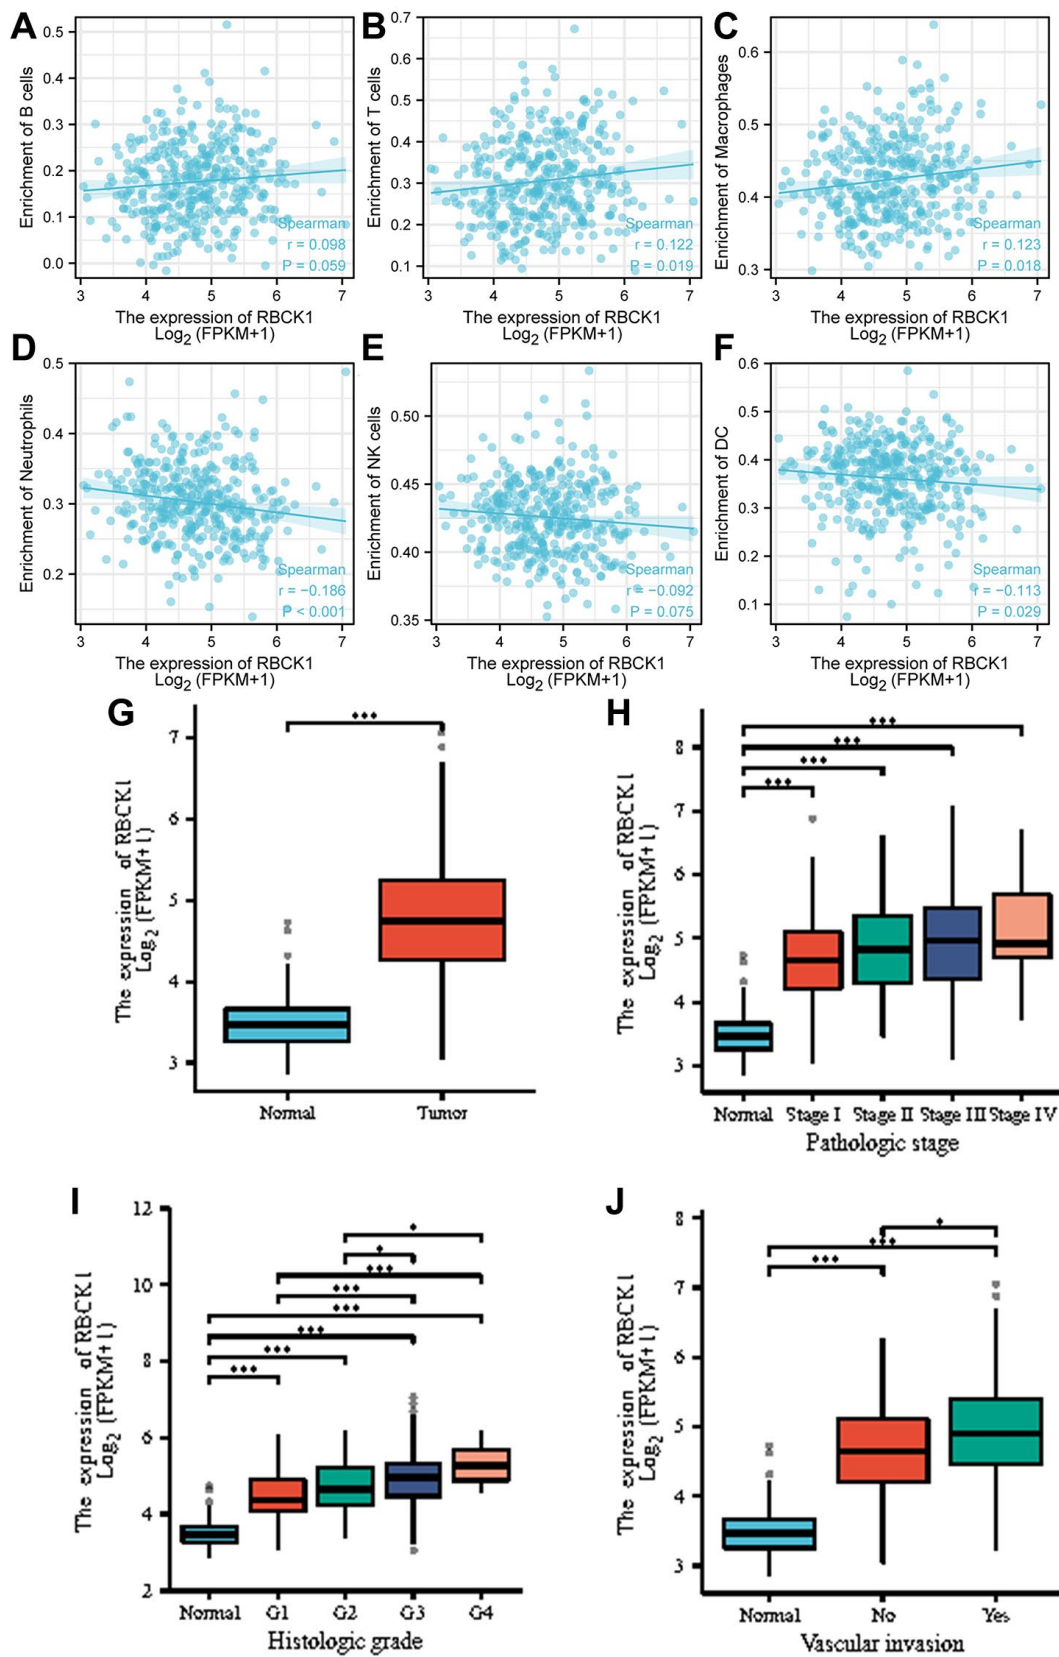 A
Enrichment of B cells
0.5
0.4
0.3
0.2
0.1
0.0
Spearman
r = 0.098
P = 0.059
3 4 5 6 7
The expression of RBCK1
Log2 (FPKM+1)
B
Enrichment of T cells
0.7
0.6
0.5
0.4
0.3
0.2
0.1
Spearman
r = 0.122
P = 0.019
3 4 5 6 7
The expression of RBCK1
Log2 (FPKM+1)
C
Enrichment of Macrophages
0.6
0.5
0.4
0.3
Spearman
r = 0.123
P = 0.018
3 4 5 6 7
The expression of RBCK1
Log2 (FPKM+1)
D
Enrichment of Neutrophils
0.5
0.4
0.3
0.2
Spearman
r = −0.186
P < 0.001
3 4 5 6 7
The expression of RBCK1
Log2 (FPKM+1)
E
Enrichment of NK cells
0.50
0.45
0.40
0.35
Spearman
r = −0.092
P = 0.075
3 4 5 6 7
The expression of RBCK1
Log2 (FPKM+1)
F
Enrichment of DC
0.6
0.5
0.4
0.3
0.2
0.1
Spearman
r = −0.113
P = 0.029
3 4 5 6 7
The expression of RBCK1
Log2 (FPKM+1)
G
The expression of RBCK1
Log2 (FPKM+1)
7
6
5
4
3
***
Normal Tumor
H
The expression of RBCK1
Log2 (FPKM+1)
8
7
6
5
4
3
***
***
***
***
Normal Stage I Stage II Stage III Stage IV
Pathologic stage
I
The expression of RBCK1
Log2 (FPKM+1)
12
10
8
6
4
2
*
*
***
***
***
***
***
***
Normal G1 G2 G3 G4
Histologic grade
J
The expression of RBCK1
Log2 (FPKM+1)
8
7
6
5
4
3
*
***
***
Normal No Yes
Vascular invasion